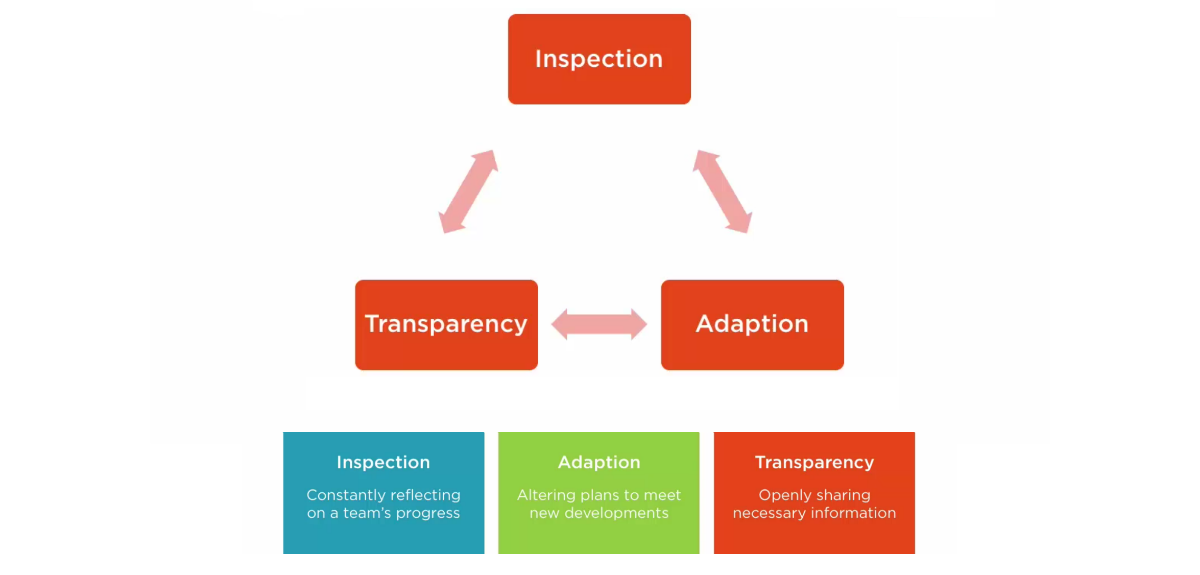 Inspection
Transparency
Adaption
Inspection
Constantly reflecting
on a team’s progress
Adaption
Altering plans to meet
new developments
Transparency
Openly sharing
necessary information